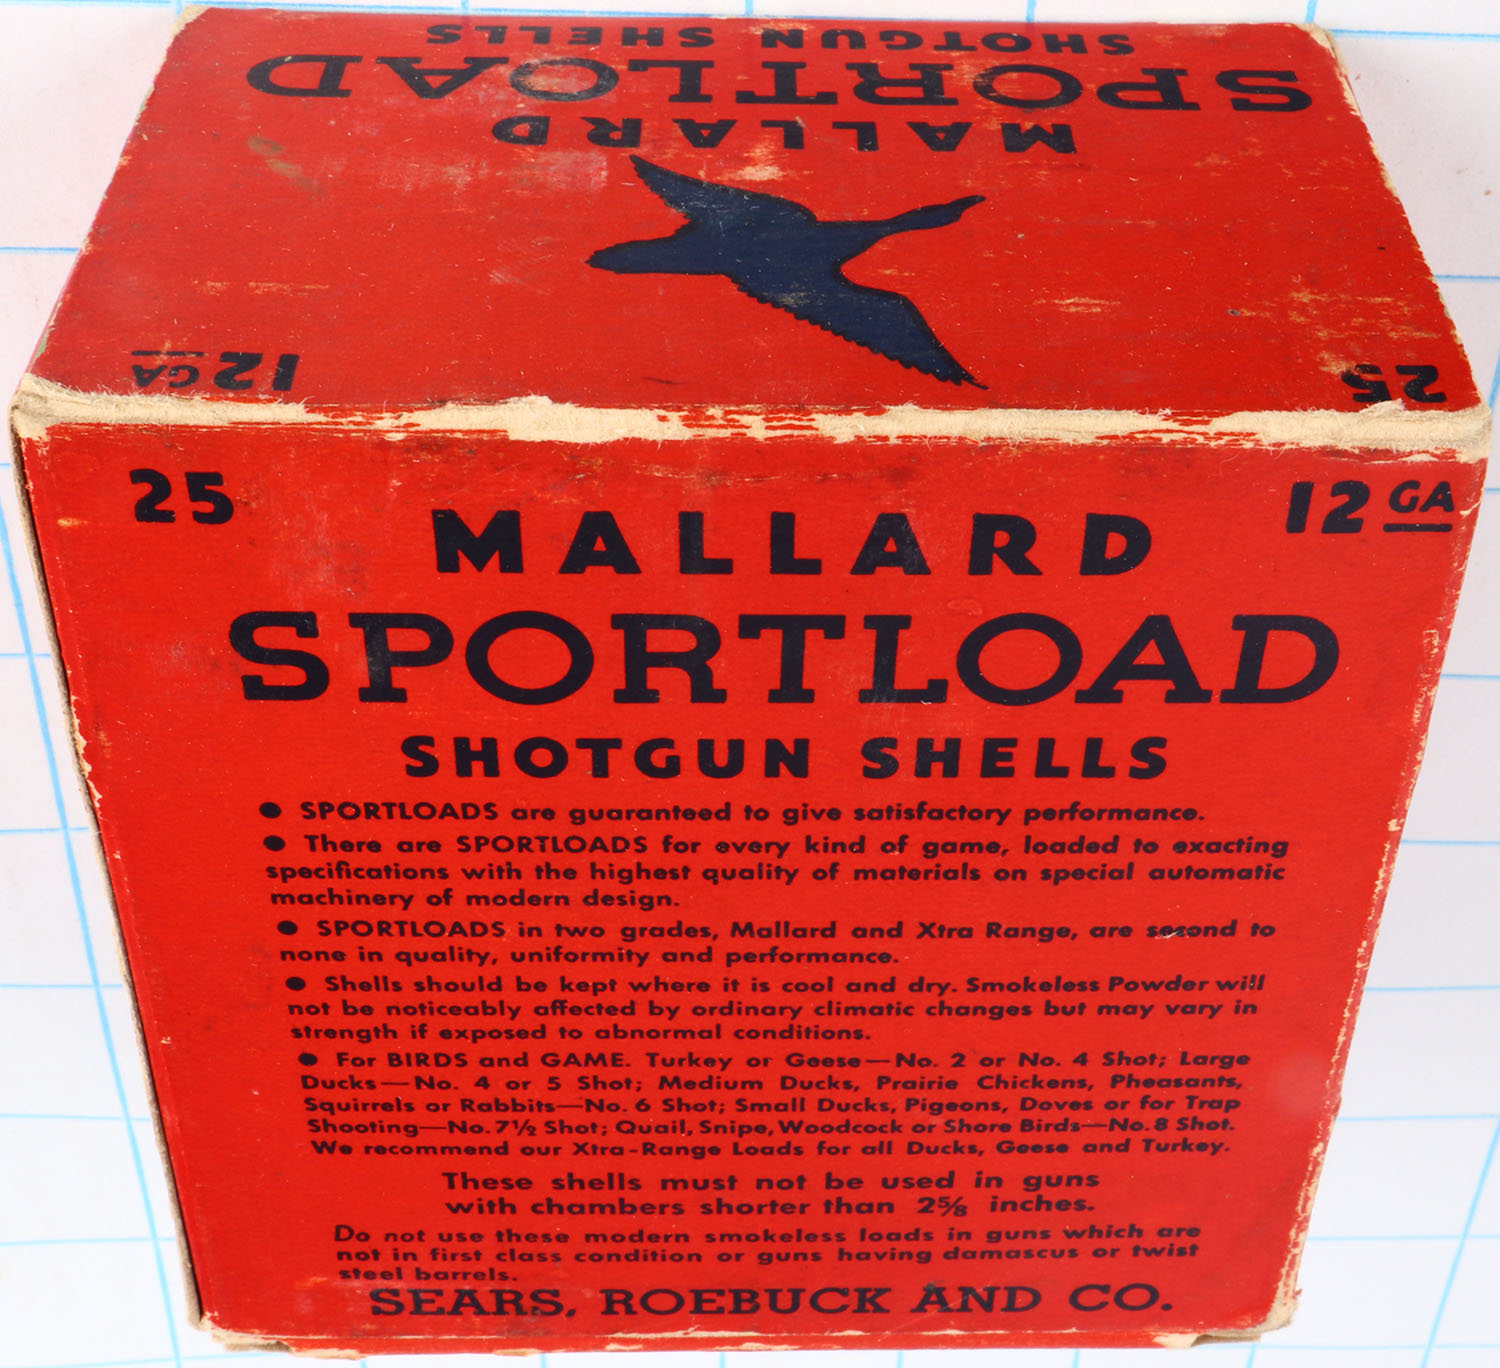 SHOTGUN SHELLS
SPORTLOAD
MALLARD
12 GA
25
25
12 GA
MALLARD
SPORTLOAD
SHOTGUN SHELLS
● SPORTLOADS are guaranteed to give satisfactory performance.
● There are SPORTLOADS for every kind of game, loaded to exacting
specifications with the highest quality of materials on special automatic
machinery of modern design.
● SPORTLOADS in two grades, Mallard and Xtra Range, are second to
none in quality, uniformity and performance.
● Shells should be kept where it is cool and dry. Smokeless Powder will
not be noticeably affected by ordinary climatic changes but may vary in
strength if exposed to abnormal conditions.
● For BIRDS and GAME. Turkey or Geese—No. 2 or No. 4 Shot; Large
Ducks—No. 4 or 5 Shot; Medium Ducks, Prairie Chickens, Pheasants,
Squirrels or Rabbits—No. 6 Shot; Small Ducks, Pigeons, Doves or for Trap
Shooting—No. 7½ Shot; Quail, Snipe, Woodcock or Shore Birds—No. 8 Shot.
We recommend our Xtra-Range Loads for all Ducks, Geese and Turkey.
These shells must not be used in guns
with chambers shorter than 2⅝ inches.
Do not use these modern smokeless loads in guns which are
not in first class condition or guns having damascus or twist
steel barrels.
SEARS, ROEBUCK AND CO.